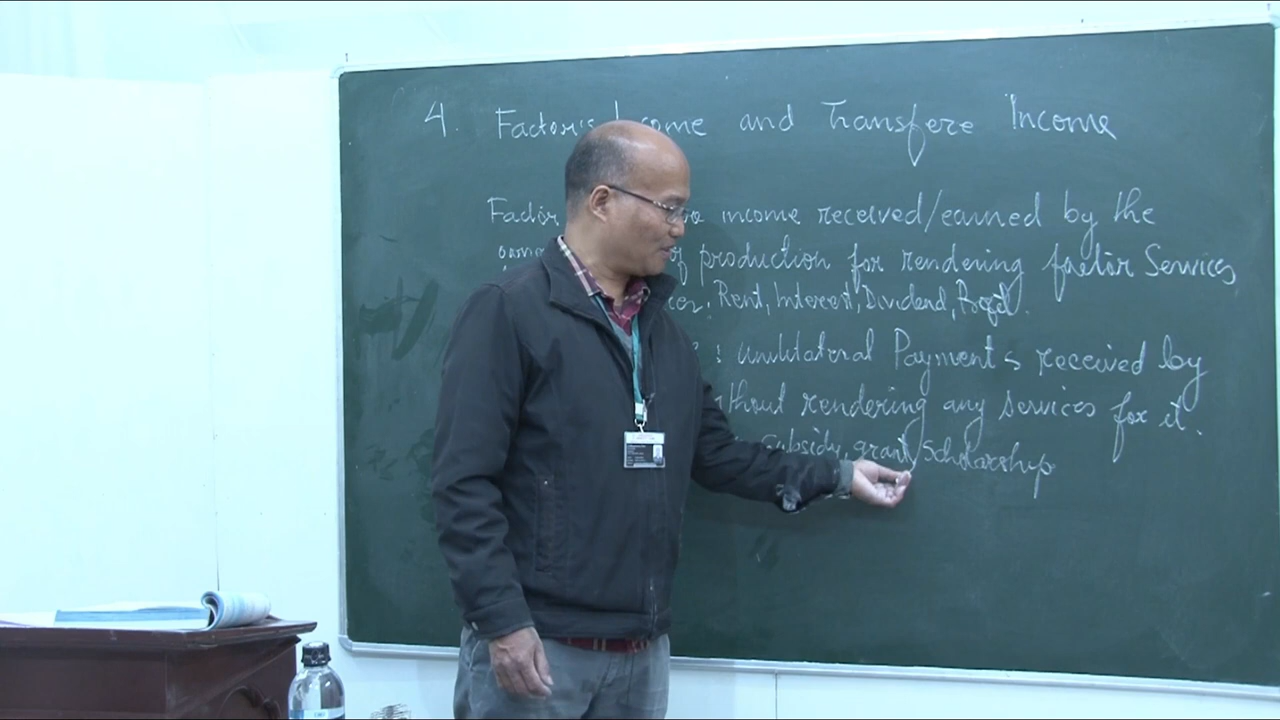 4. Factor's Income and Transfere Income
Factor income received/earned by the
of production for rendering factor Services
Rent, Interest, Dividend, Profit.
: Unilateral Payments received by
without rendering any services for it.
subsidy, grant, Scholarship